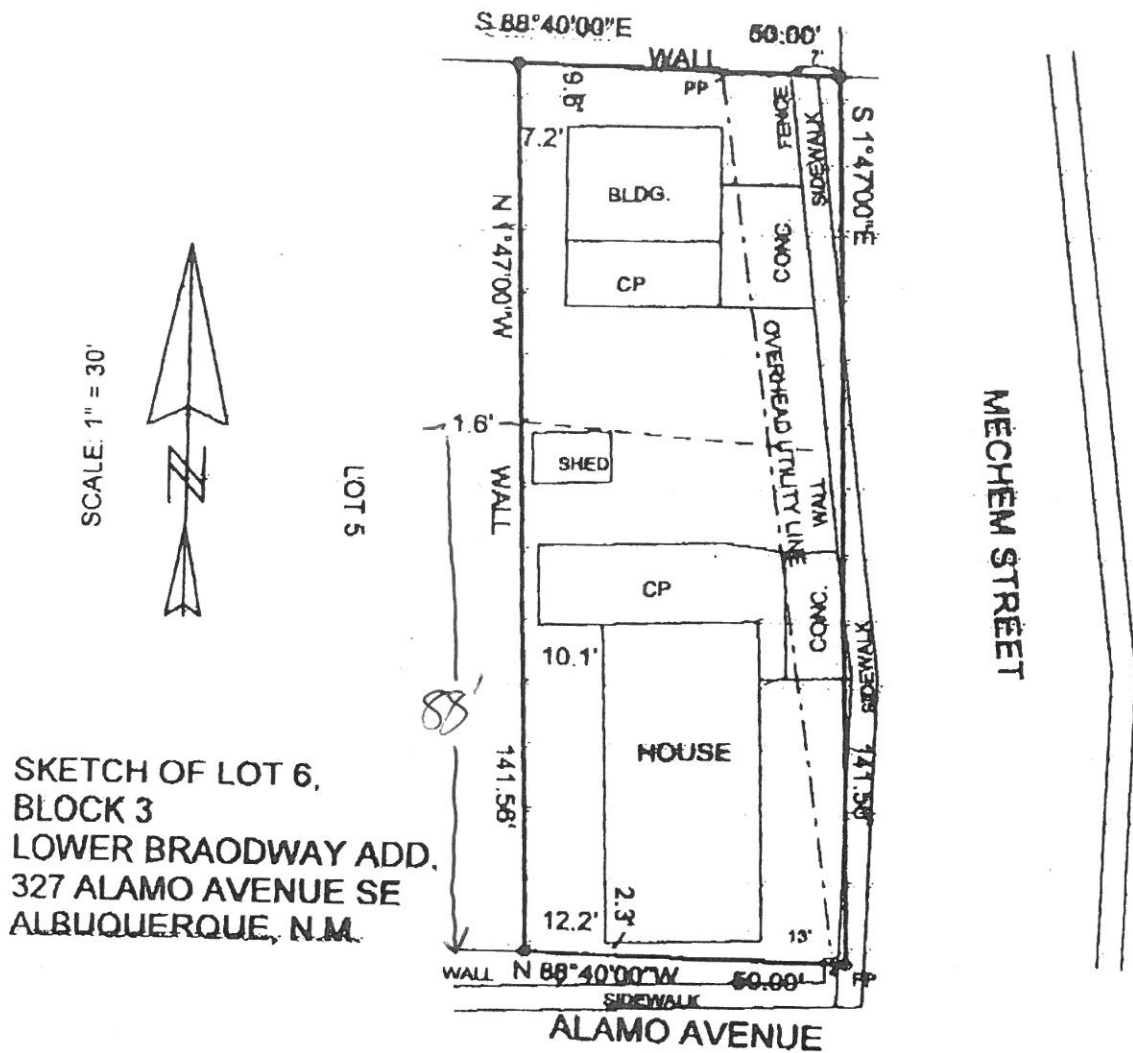 S 88°40'00"E
50.00'
WALL
7'
PP
9.6'
FENCE
SIDEWALK
S 1°47'00"E
7.2'
BLDG.
N 1°47'00"W
CONC.
CP
OVERHEAD UTILITY LINE
SCALE: 1" = 30'
N
LOT 5
1.6'
SHED
WALL
WALL
MECHEM STREET
CP
CONC.
10.1'
SIDEWALK
88'
HOUSE
141.56'
141.56'
SKETCH OF LOT 6,
BLOCK 3
LOWER BRAODWAY ADD.
327 ALAMO AVENUE SE
ALBUQUERQUE, N.M.
12.2'
2.3'
13'
WALL
N 88°40'00"W
50.00'
PP
SIDEWALK
ALAMO AVENUE